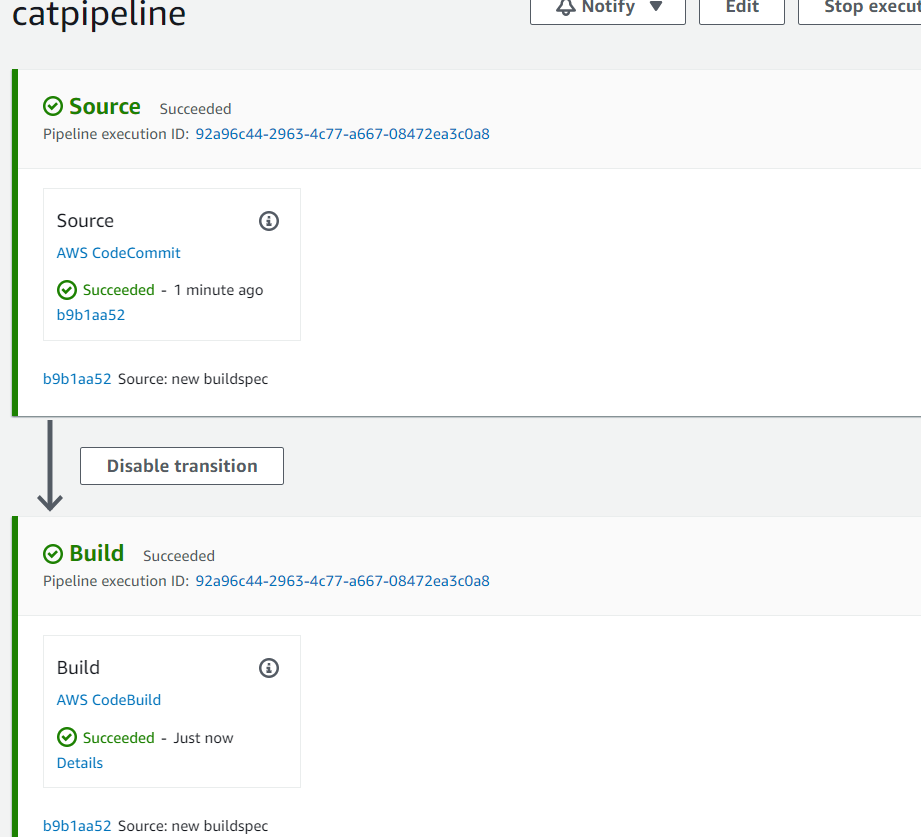 catpipeline
Notify Edit Stop execut
Source Succeeded
Pipeline execution ID: 92a96c44-2963-4c77-a667-08472ea3c0a8
Source
AWS CodeCommit
Succeeded - 1 minute ago
b9b1aa52
b9b1aa52 Source: new buildspec
Disable transition
Build Succeeded
Pipeline execution ID: 92a96c44-2963-4c77-a667-08472ea3c0a8
Build
AWS CodeBuild
Succeeded - Just now
Details
b9b1aa52 Source: new buildspec